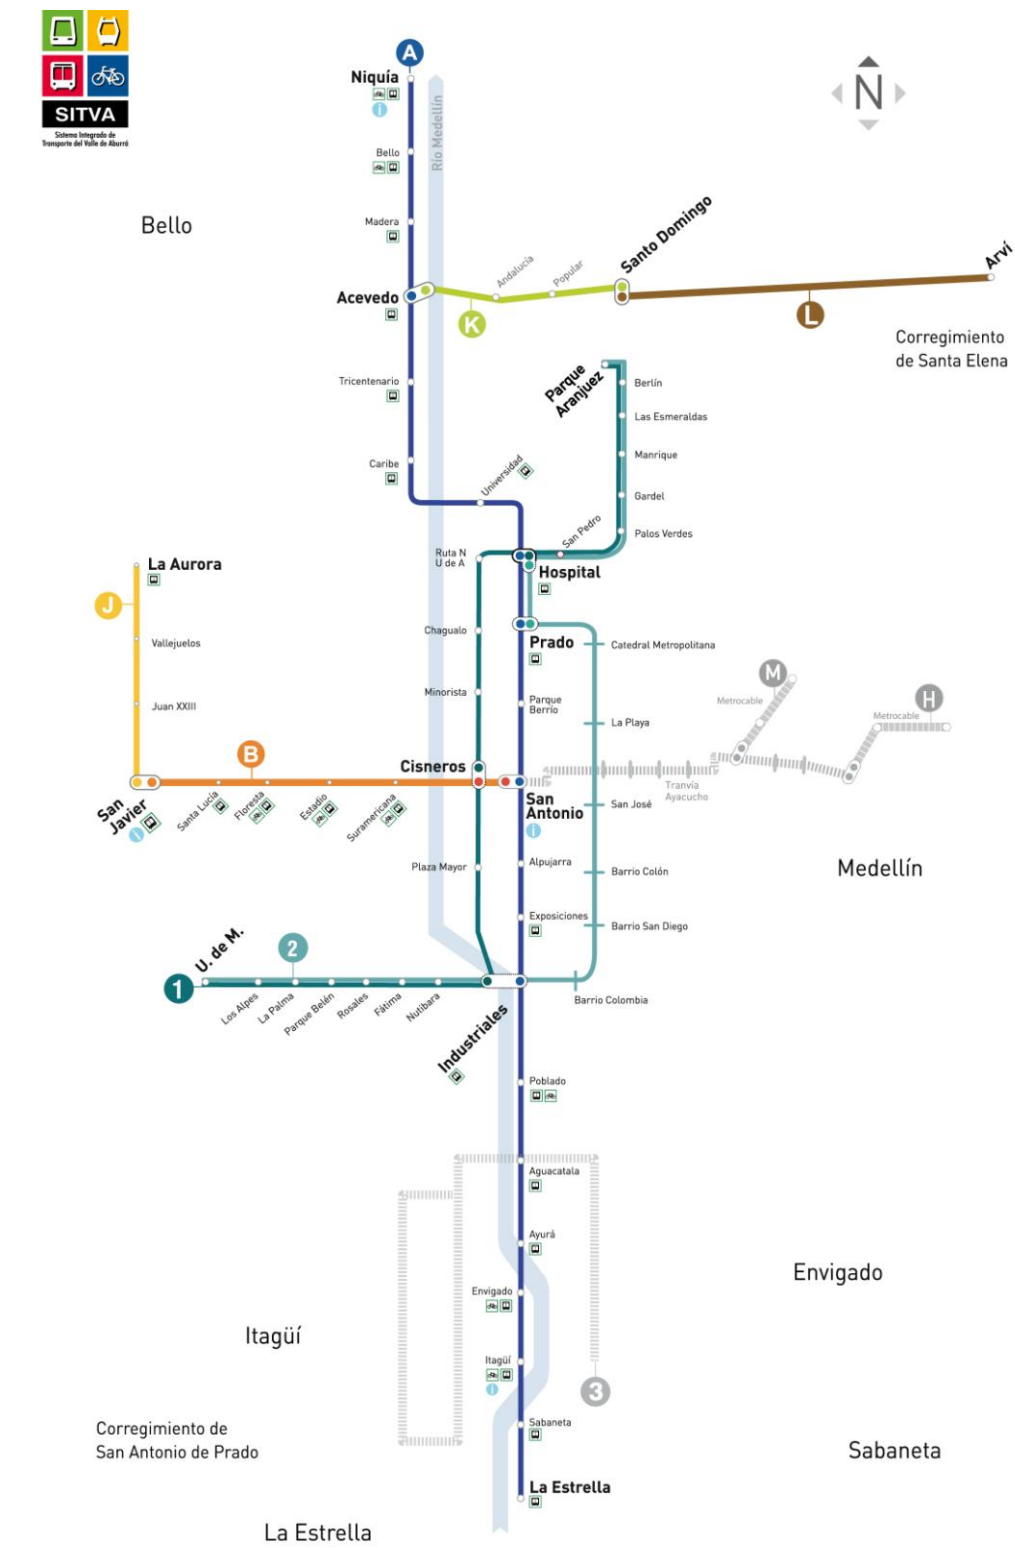 SITVA
Sistema Integrado de
Transporte del Valle de Aburrá
A
Niquía
i
Río Medellín
N
Bello
Madera
Bello
Santo Domingo
Arví
Andalucía
Popular
Acevedo
K
L
Corregimiento
de Santa Elena
Parque
Aranjuez
Tricentenario
Berlín
Las Esmeraldas
Caribe
Universidad
Manrique
Gardel
San Pedro
Palos Verdes
Ruta N
U de A
La Aurora
Hospital
J
Chagualo
Vallejuelos
Prado
Catedral Metropolitana
M
Metrocable
H
Metrocable
Minorista
Parque
Berrío
Juan XXIII
La Playa
B
Cisneros
San
Javier
i
Santa Lucía
Floresta
Estadio
Suramericana
San
Antonio
i
Tranvía
Ayacucho
San José
Plaza Mayor
Alpujarra
Barrio Colón
Medellín
Exposiciones
Barrio San Diego
U. de M.
2
1
Los Alpes
La Palma
Parque Belén
Rosales
Fátima
Nutibara
Industriales
Barrio Colombia
Poblado
Aguacatala
Ayurá
Envigado
Envigado
Itagüí
Itagüí
i
3
Sabaneta
Corregimiento de
San Antonio de Prado
Sabaneta
La Estrella
La Estrella